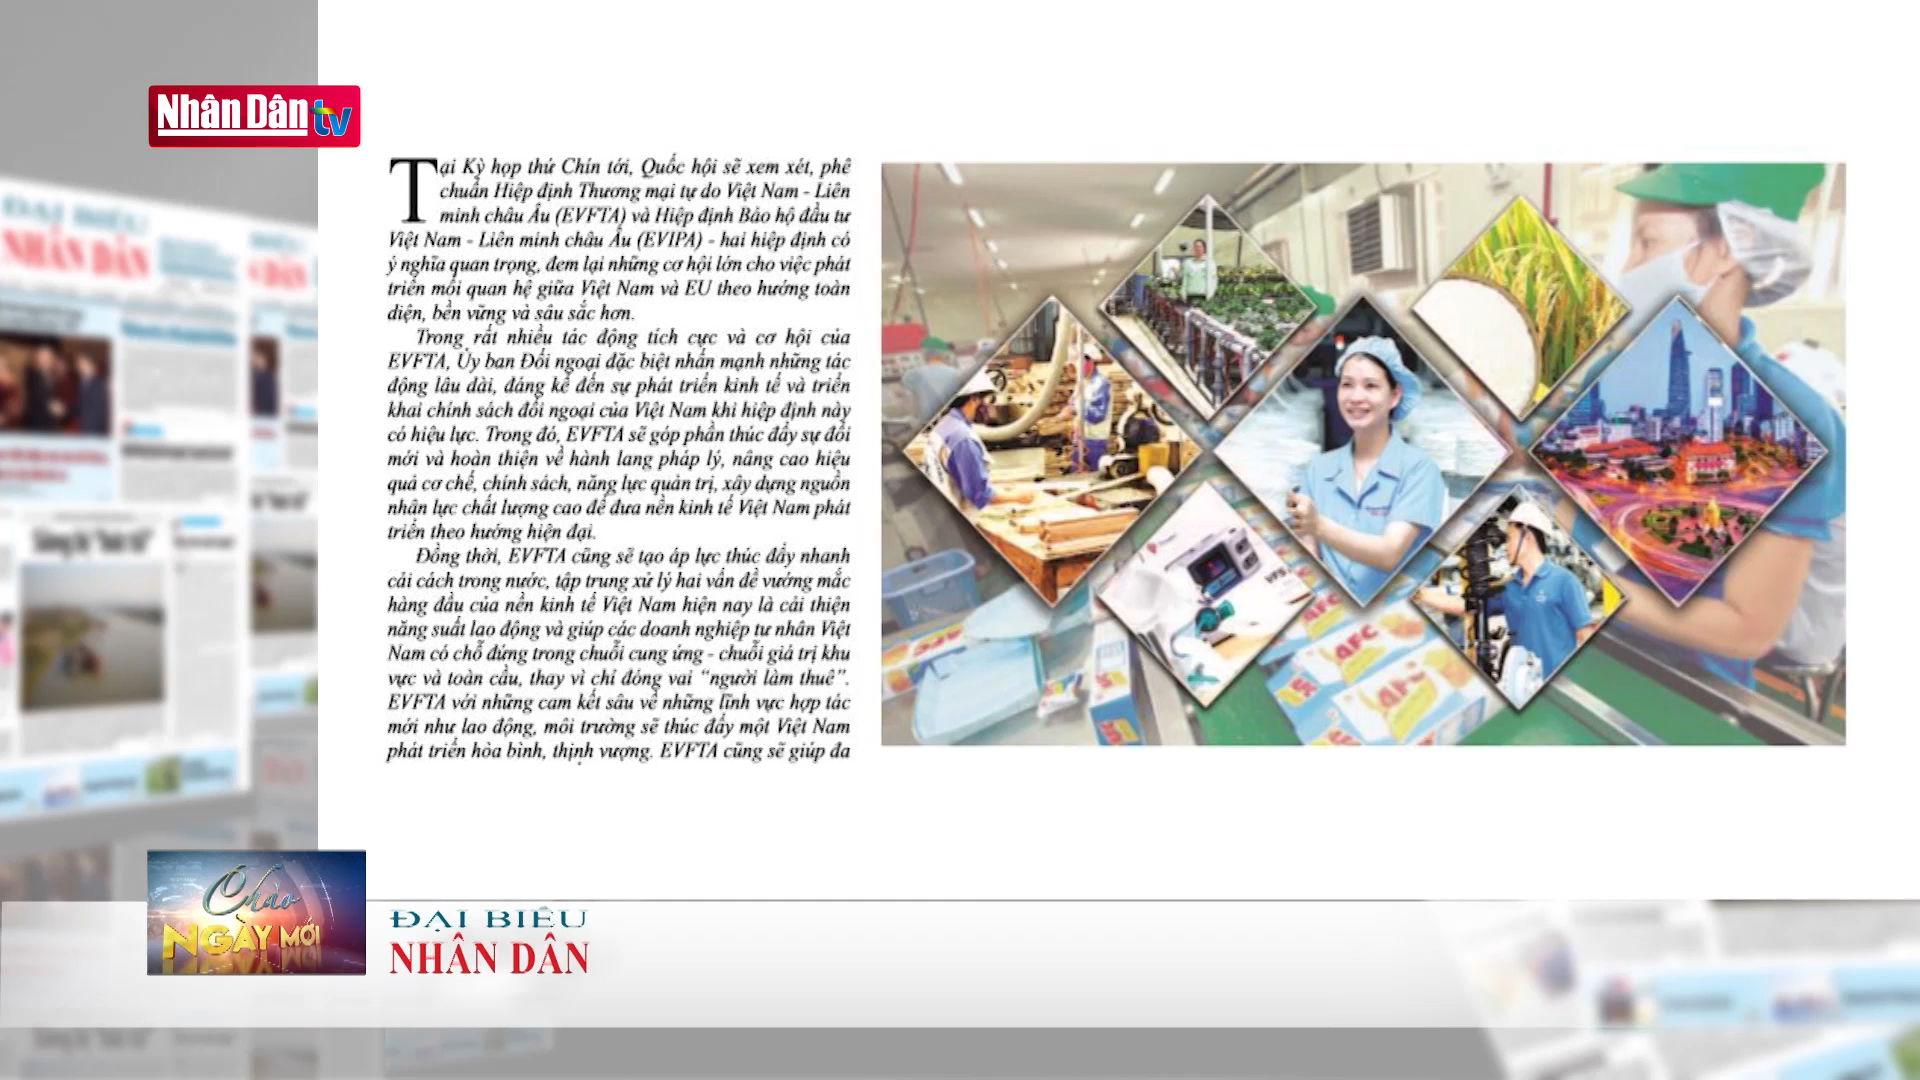 Nhân Dân tv
Tại Kỳ họp thứ Chín tới, Quốc hội sẽ xem xét, phê
chuẩn Hiệp định Thương mại tự do Việt Nam - Liên
minh châu Âu (EVFTA) và Hiệp định Bảo hộ đầu tư
Việt Nam - Liên minh châu Âu (EVIPA) - hai hiệp định có
ý nghĩa quan trọng, đem lại những cơ hội lớn cho việc phát
triển mối quan hệ giữa Việt Nam và EU theo hướng toàn
diện, bền vững và sâu sắc hơn.
Trong rất nhiều tác động tích cực và cơ hội của
EVFTA, Ủy ban Đối ngoại đặc biệt nhấn mạnh những tác
động lâu dài, đáng kể đến sự phát triển kinh tế và triển
khai chính sách đối ngoại của Việt Nam khi hiệp định này
có hiệu lực. Trong đó, EVFTA sẽ góp phần thúc đẩy sự đổi
mới và hoàn thiện về hành lang pháp lý, nâng cao hiệu
quả cơ chế, chính sách, năng lực quản trị, xây dựng nguồn
nhân lực chất lượng cao để đưa nền kinh tế Việt Nam phát
triển theo hướng hiện đại.
Đồng thời, EVFTA cũng sẽ tạo áp lực thúc đẩy nhanh
cải cách trong nước, tập trung xử lý hai vấn đề vướng mắc
hàng đầu của nền kinh tế Việt Nam hiện nay là cải thiện
năng suất lao động và giúp các doanh nghiệp tư nhân Việt
Nam có chỗ đứng trong chuỗi cung ứng - chuỗi giá trị khu
vực và toàn cầu, thay vì chỉ đóng vai “người làm thuê”.
EVFTA với những cam kết sâu về những lĩnh vực hợp tác
mới như lao động, môi trường sẽ thúc đẩy một Việt Nam
phát triển hòa bình, thịnh vượng. EVFTA cũng sẽ giúp đa
AFC
AFC
ĐẠI BIỂU
NHÂN DÂN
Chào
NGÀY MỚI
ĐẠI BIỂU
NHÂN DÂN